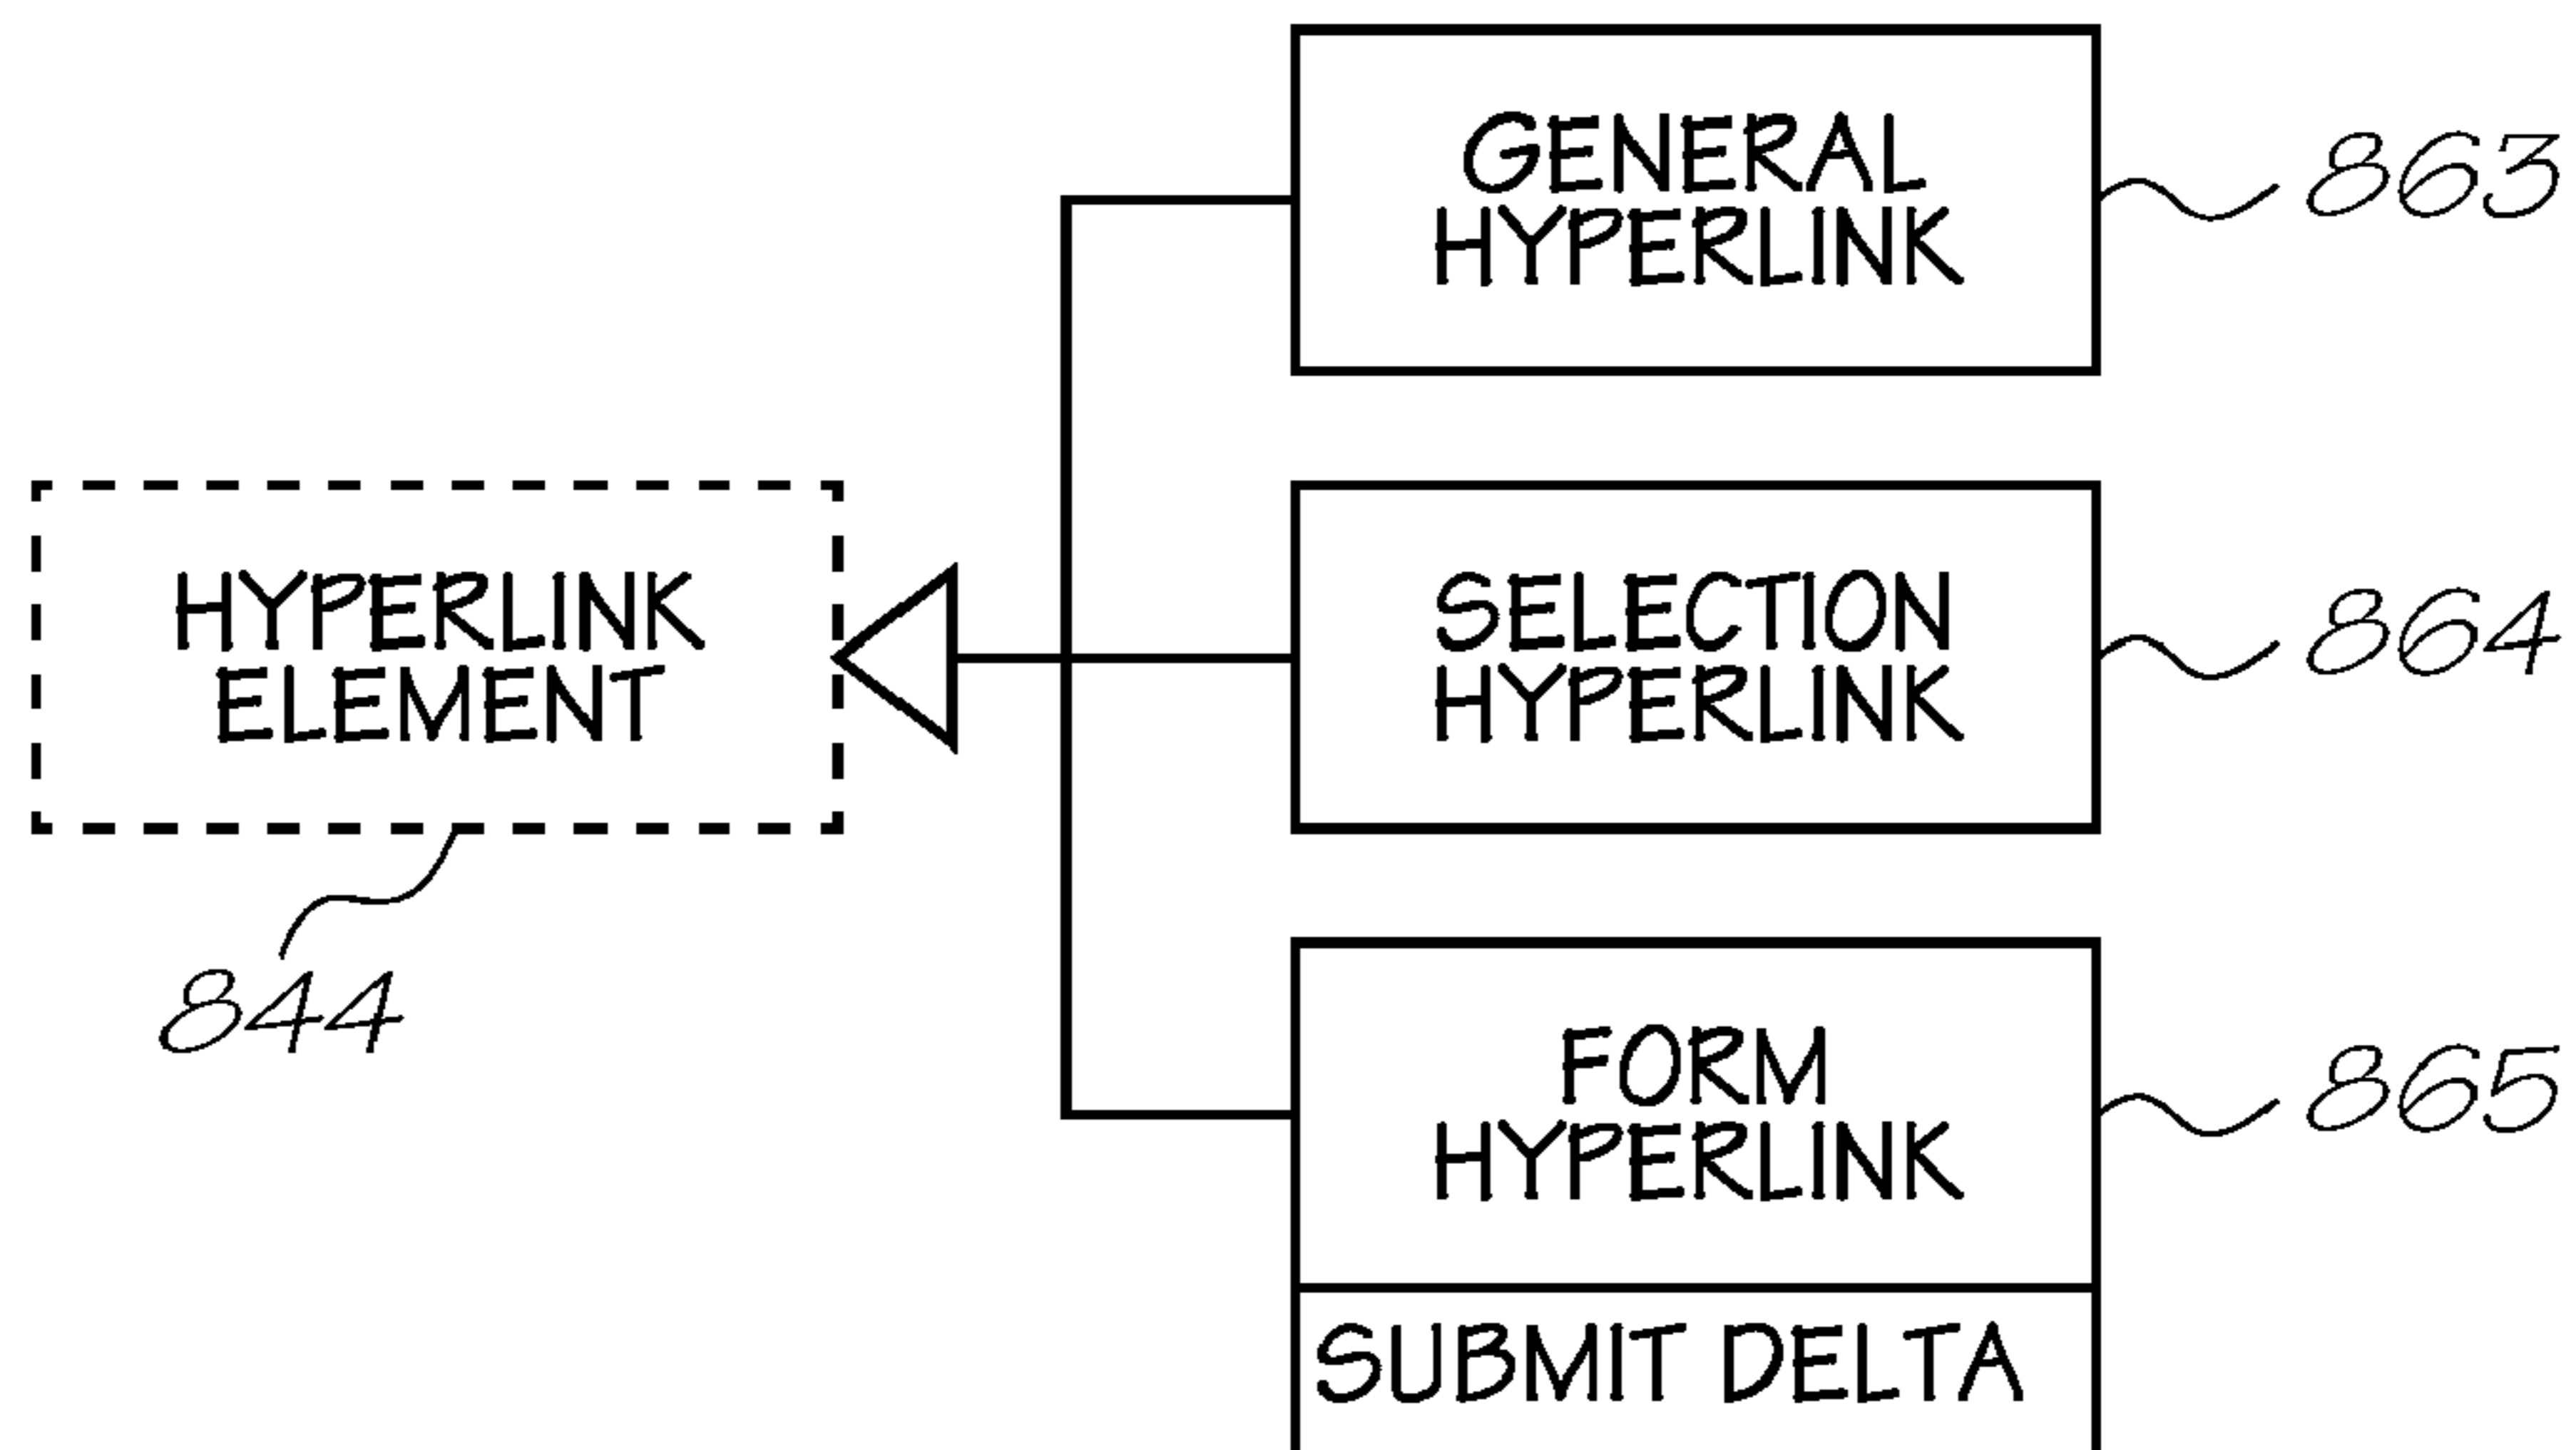 GENERAL
HYPERLINK
863
HYPERLINK
ELEMENT
844
SELECTION
HYPERLINK
864
FORM
HYPERLINK
865
SUBMIT DELTA